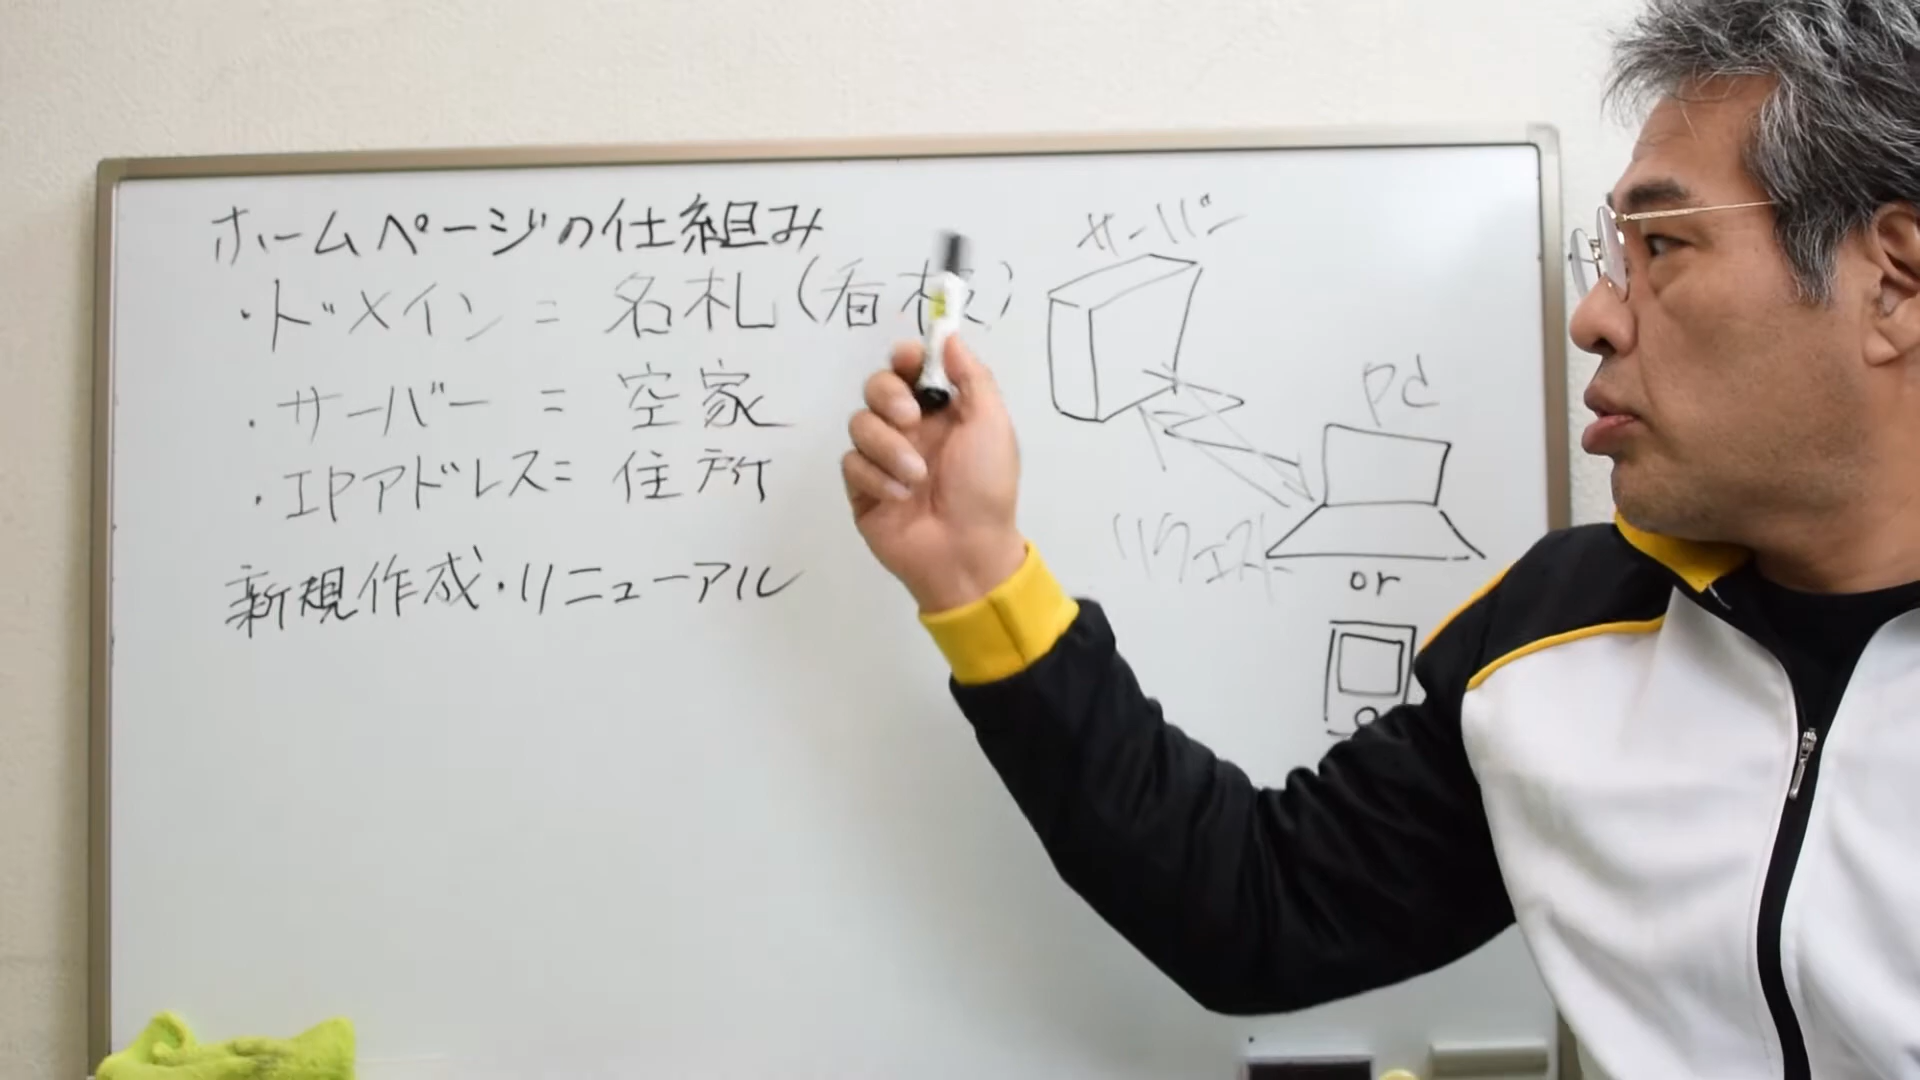 ホームページの仕組み
・ドメイン = 名札(看板)
・サーバー = 空家
・IPアドレス = 住所
新規作成・リニューアル
サーバー
PC
リクエスト
or